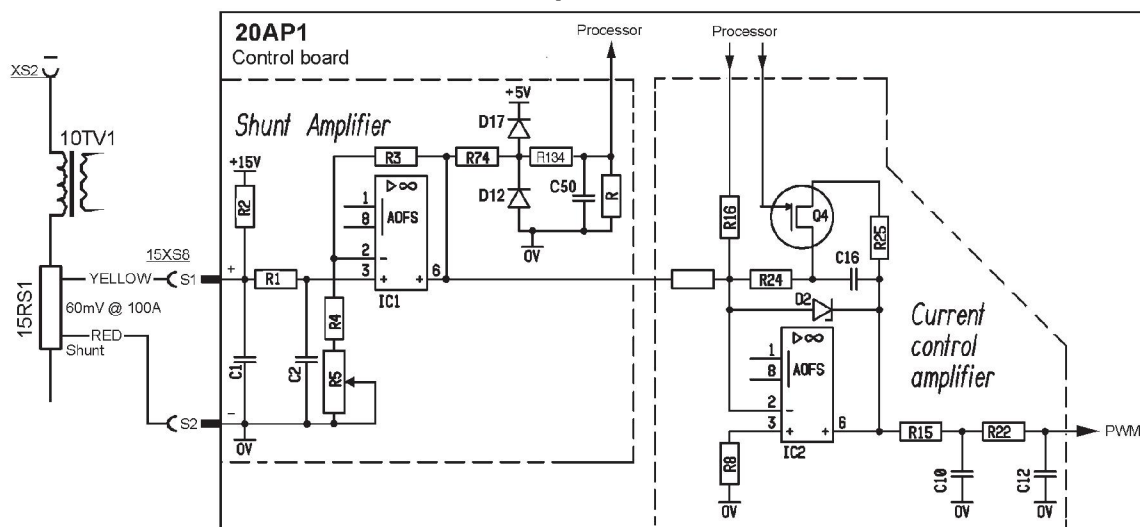 20AP1
Control board
Processor
Processor
XS2
10TV1
Shunt Amplifier
+5V
D17
R3
R74
R134
+15V
R2
▷∞
1
8
AOFS
2
3
6
IC1
D12
C50
R
0V
R16
Q4
R25
15XS8
YELLOW
S1
+
R1
R24
C16
15RS1
60mV @ 100A
RED
Shunt
R4
R5
C1
C2
D2
▷∞
1
8
AOFS
2
3
6
IC2
Current
control
amplifier
S2
−
0V
R8
0V
R15
R22
PWM
C10
C12
0V
0V